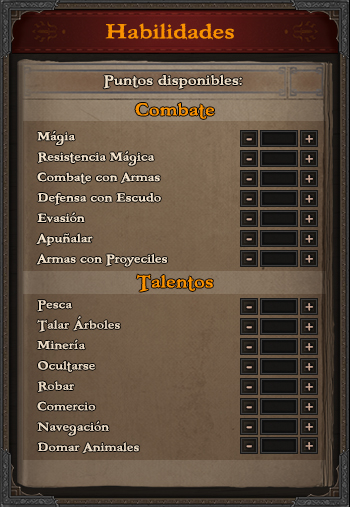 Habilidades
Puntos disponibles:
Combate
Mágia - +
Resistencia Mágica - +
Combate con Armas - +
Defensa con Escudo - +
Evasión - +
Apuñalar - +
Armas con Proyeciles - +
Talentos
Pesca - +
Talar Árboles - +
Minería - +
Ocultarse - +
Robar - +
Comercio - +
Navegación - +
Domar Animales - +